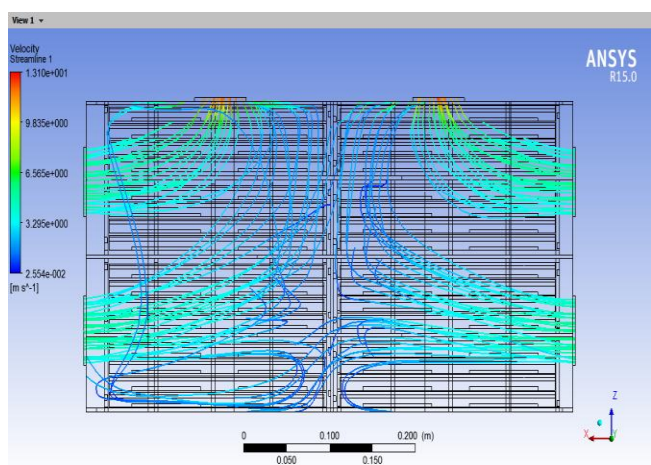 View 1
Velocity
Streamline 1
1.310e+001
9.835e+000
6.565e+000
3.295e+000
2.554e-002
[m s^-1]
ANSYS
R15.0
0 0.100 0.200 (m)
0.050 0.150
Z
X Y